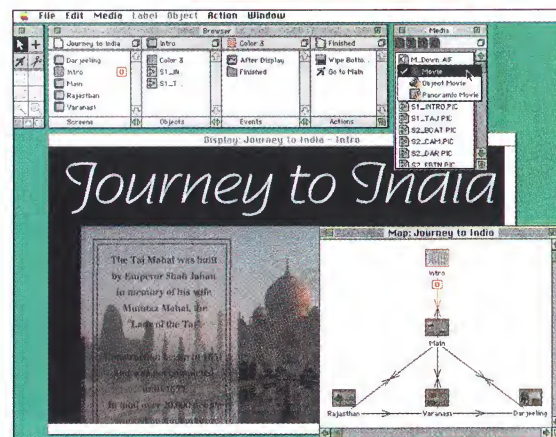 File Edit Media Label Object Action Window
Browser
Journey to India
Intro
Color 3
Finished
Darjeeling
Intro
Main
Rajasthan
Varanasi
Color 3
S1_IN
S1_T
After Display
Finished
Wipe Botto...
Go to Main
Screens
Objects
Events
Actions
Media
M_Down AIF
Movie
Object Movie
Panoramic Movie
S1_INTRO.PIC
S1_TAJ.PIC
S2_BOAT.PIC
S2_CAM.PIC
S2_DAR.PIC
Display: Journey to India - Intro
Journey to India
The Taj Mahal was built
by Emperor Shah Jahan
in memory of his wife
Mumtaz Mahal, the
"Lady of the Taj"
Map: Journey to India
Intro
Main
Rajasthan
Varanasi
Darjeeling